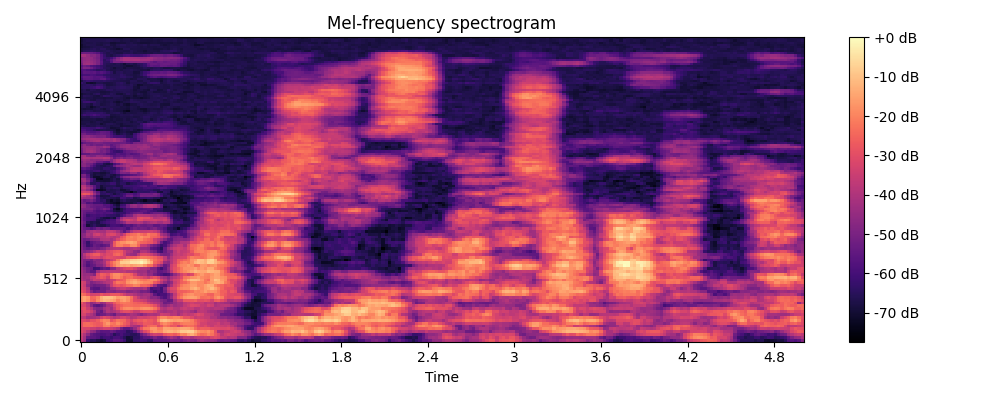 Mel-frequency spectrogram
Hz
4096
2048
1024
512
0
0 0.6 1.2 1.8 2.4 3 3.6 4.2 4.8
Time
+0 dB
-10 dB
-20 dB
-30 dB
-40 dB
-50 dB
-60 dB
-70 dB